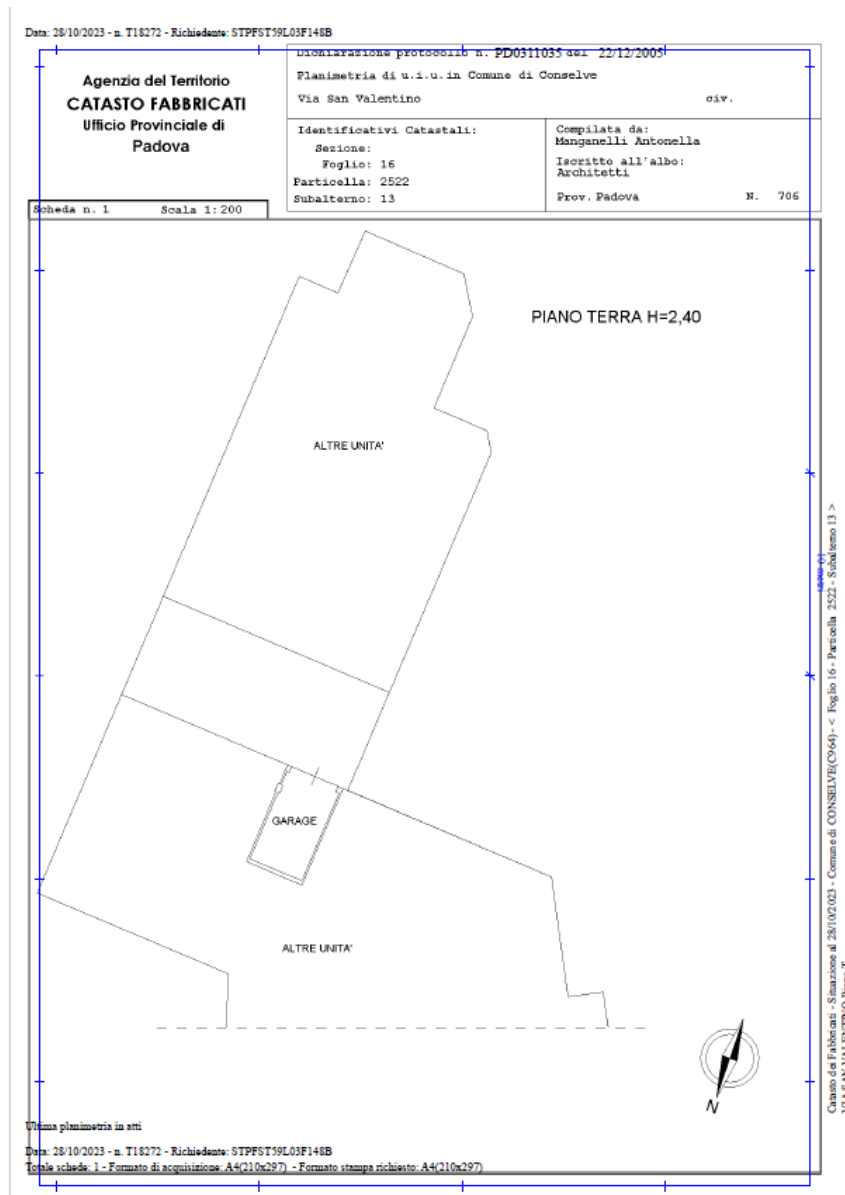 Data: 28/10/2023 - n. T18272 - Richiedente: STPFST59L03F148B
Agenzia del Territorio
CATASTO FABBRICATI
Ufficio Provinciale di
Padova
Dichiarazione protocollo n. PD0311035 del 22/12/2005
Planimetria di u.i.u.in Comune di Conselve
Via San Valentino civ.
Identificativi Catastali:
Sezione:
Foglio: 16
Particella: 2522
Subalterno: 13
Compilata da:
Manganelli Antonella
Iscritto all'albo:
Architetti
Prov. Padova N. 706
Scheda n. 1 Scala 1:200
PIANO TERRA H=2,40
ALTRE UNITA'
GARAGE
ALTRE UNITA'
N
Catasto dei Fabbricati - Situazione al 28/10/2023 - Comune di CONSELVE(C964) - < Foglio 16 - Particella 2522 - Subalterno 13 >
VIA SAN VALENTINO Piano T
Ultima planimetria in atti
Data: 28/10/2023 - n. T18272 - Richiedente: STPFST59L03F148B
Totale schede: 1 - Formato di acquisizione: A4(210x297) - Formato stampa richiesto: A4(210x297)